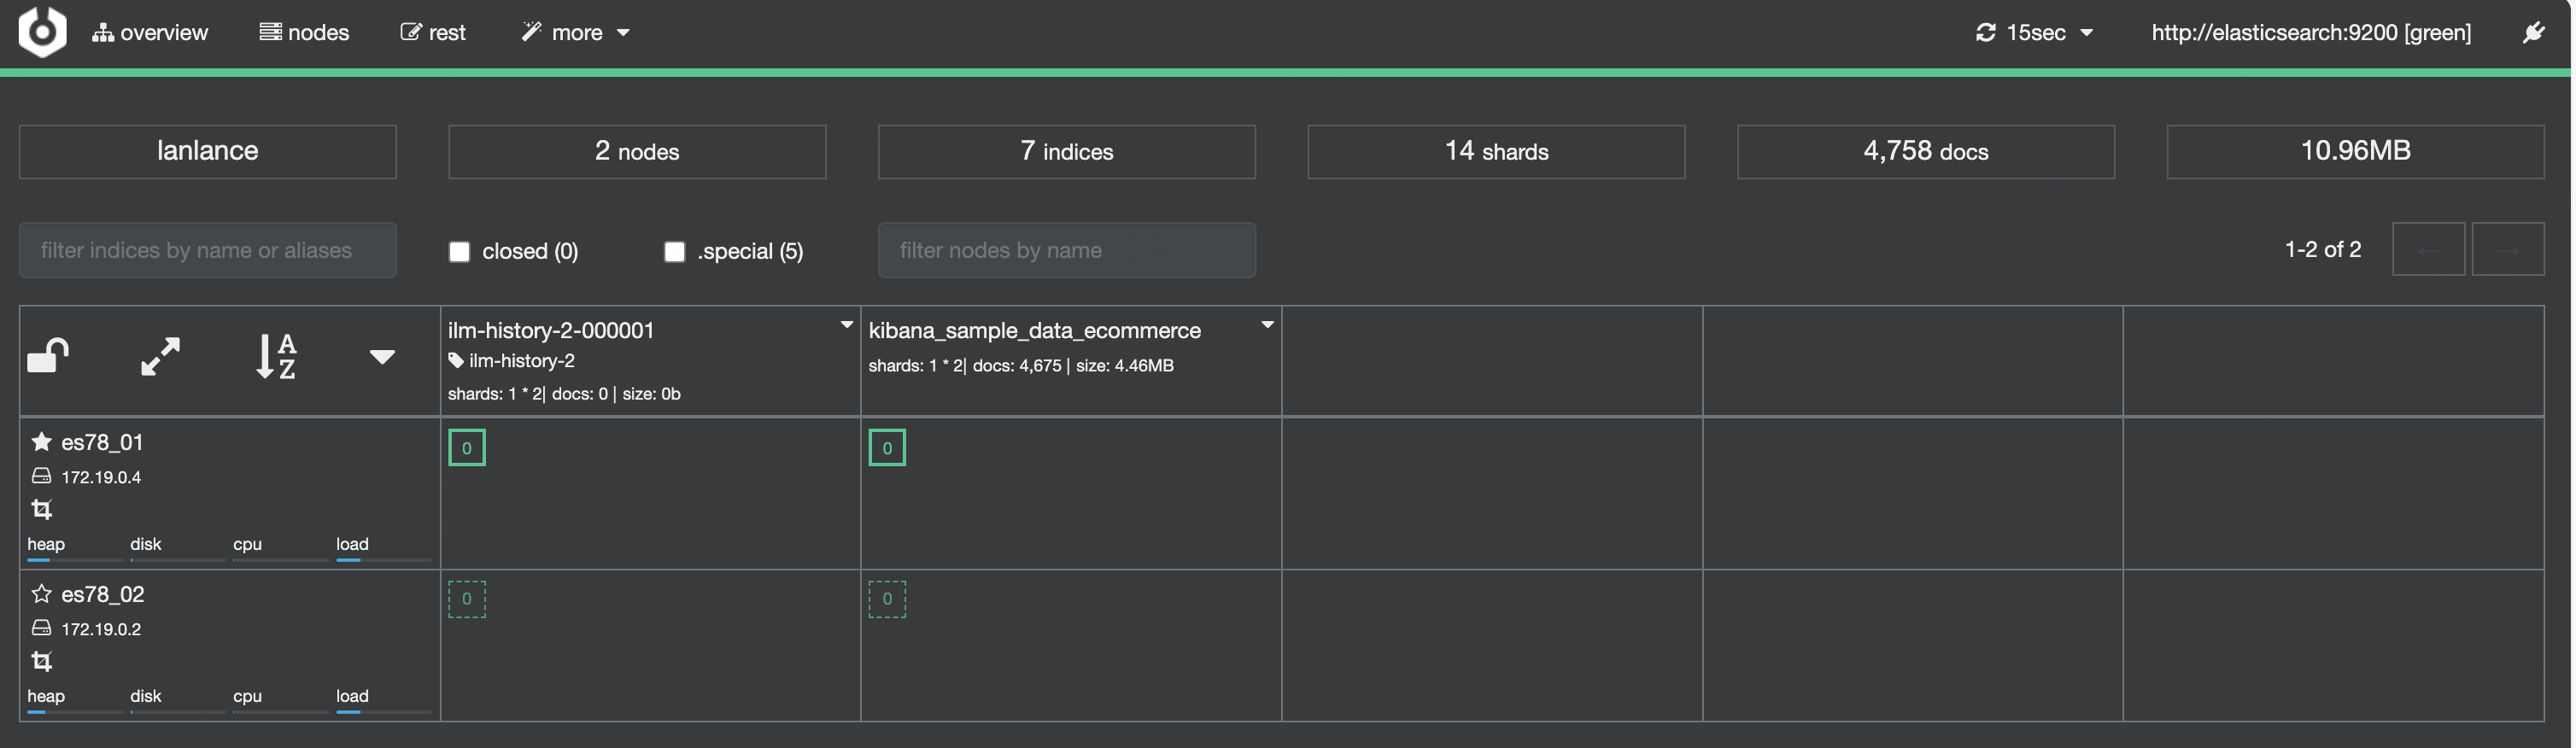 overview nodes rest more 15sec http://elasticsearch:9200 [green]
lanlance 2 nodes 7 indices 14 shards 4,758 docs 10.96MB
filter indices by name or aliases closed (0) .special (5) filter nodes by name 1-2 of 2 ← →
ilm-history-2-000001 kibana_sample_data_ecommerce
ilm-history-2 shards: 1 * 2| docs: 4,675 | size: 4.46MB
shards: 1 * 2| docs: 0 | size: 0b
es78_01 0 0
172.19.0.4
heap disk cpu load
es78_02 0 0
172.19.0.2
heap disk cpu load